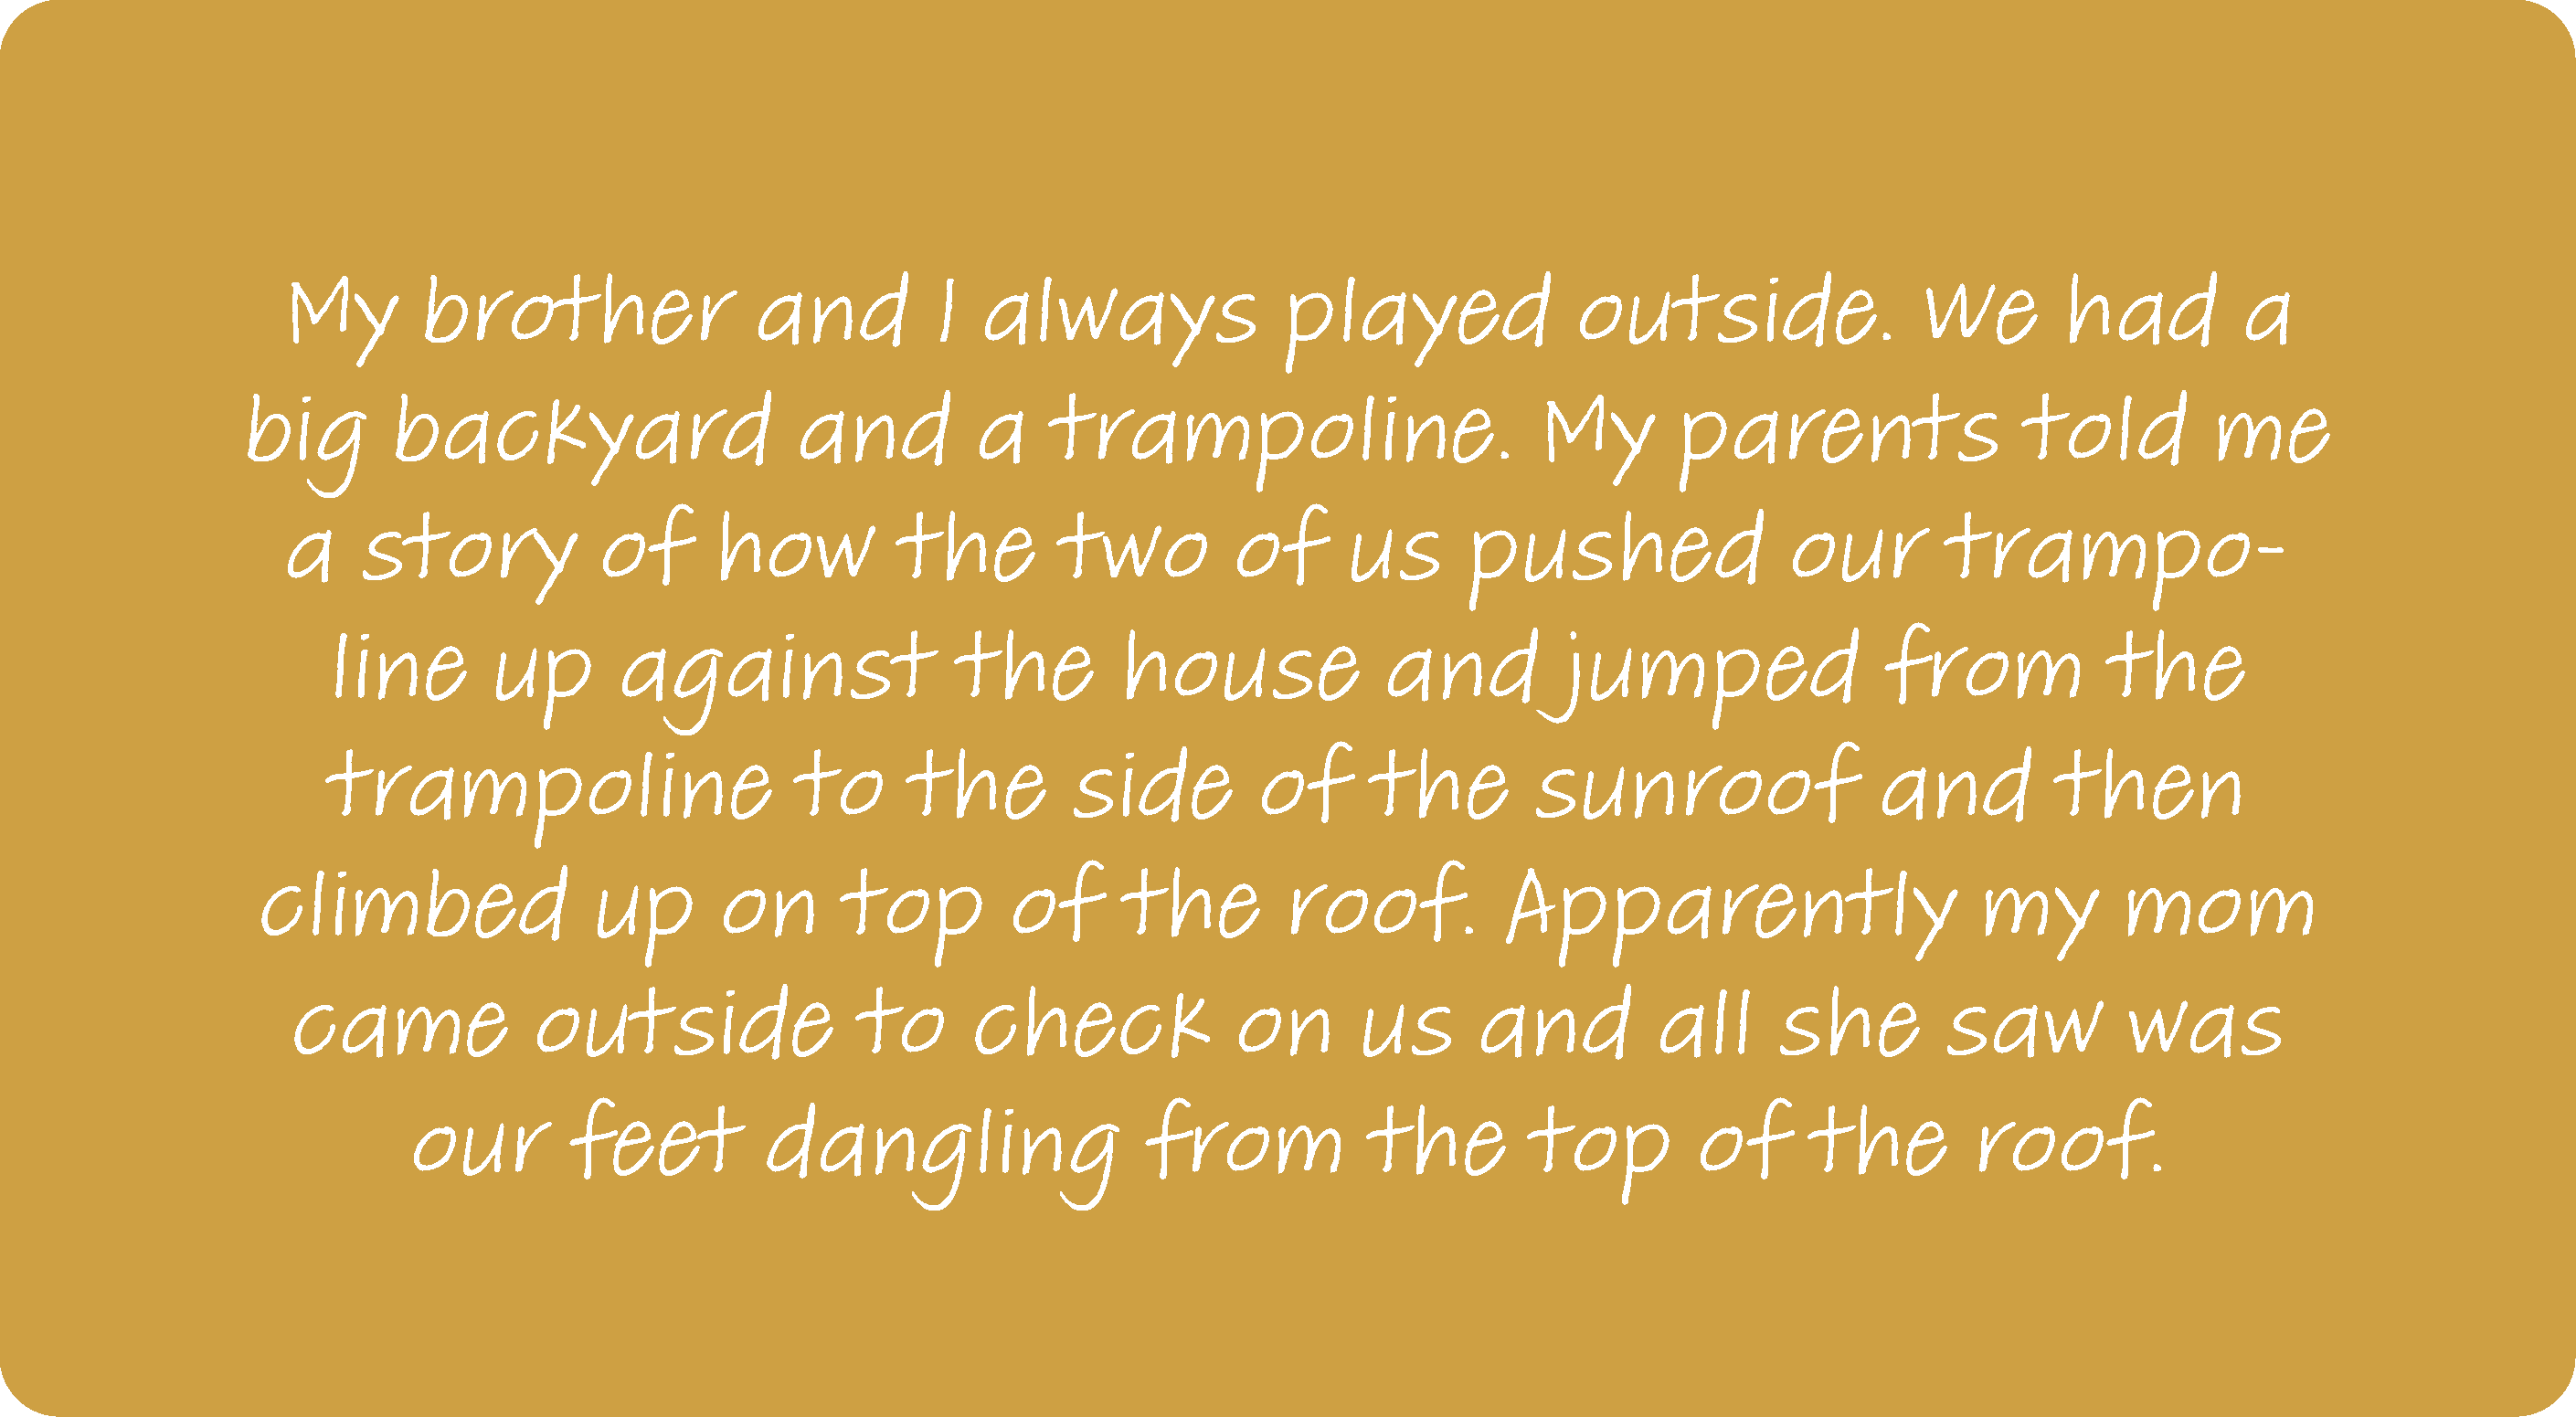 My brother and I always played outside. We had a
big backyard and a trampoline. My parents told me
a story of how the two of us pushed our trampo-
line up against the house and jumped from the
trampoline to the side of the sunroof and then
climbed up on top of the roof. Apparently my mom
came outside to check on us and all she saw was
our feet dangling from the top of the roof.